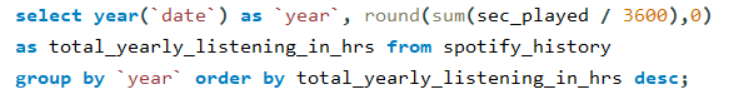 select year(`date`) as `year`, round(sum(sec_played / 3600),0)
as total_yearly_listening_in_hrs from spotify_history
group by `year` order by total_yearly_listening_in_hrs desc;